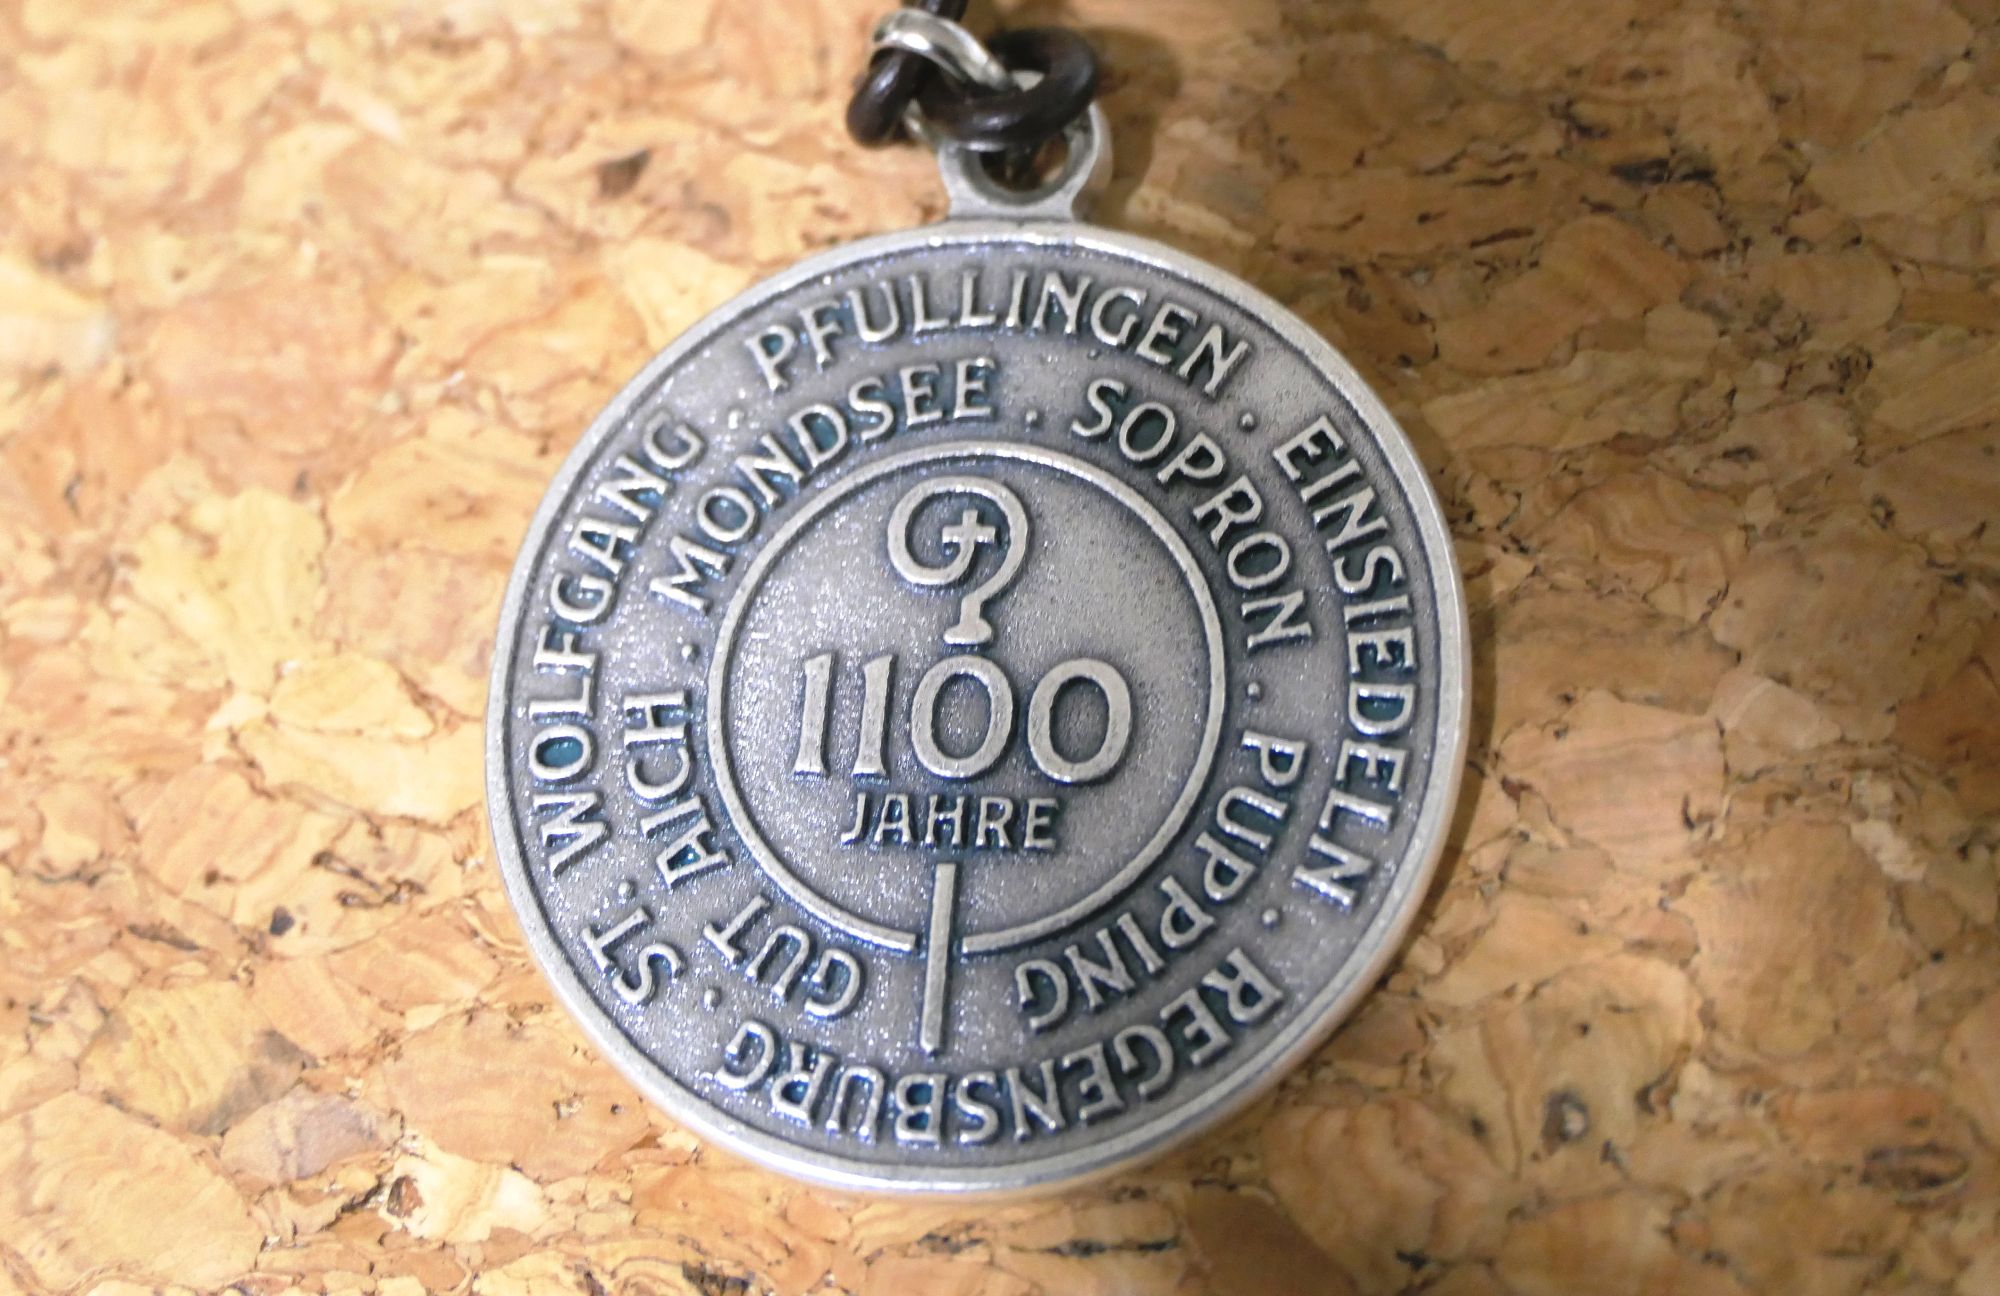 ST. WOLFGANG · PFULLINGEN · EINSIEDELN · REGENSBURG ·
GUT AICH · MONDSEE · SOPRON · PUPPING
1100
JAHRE